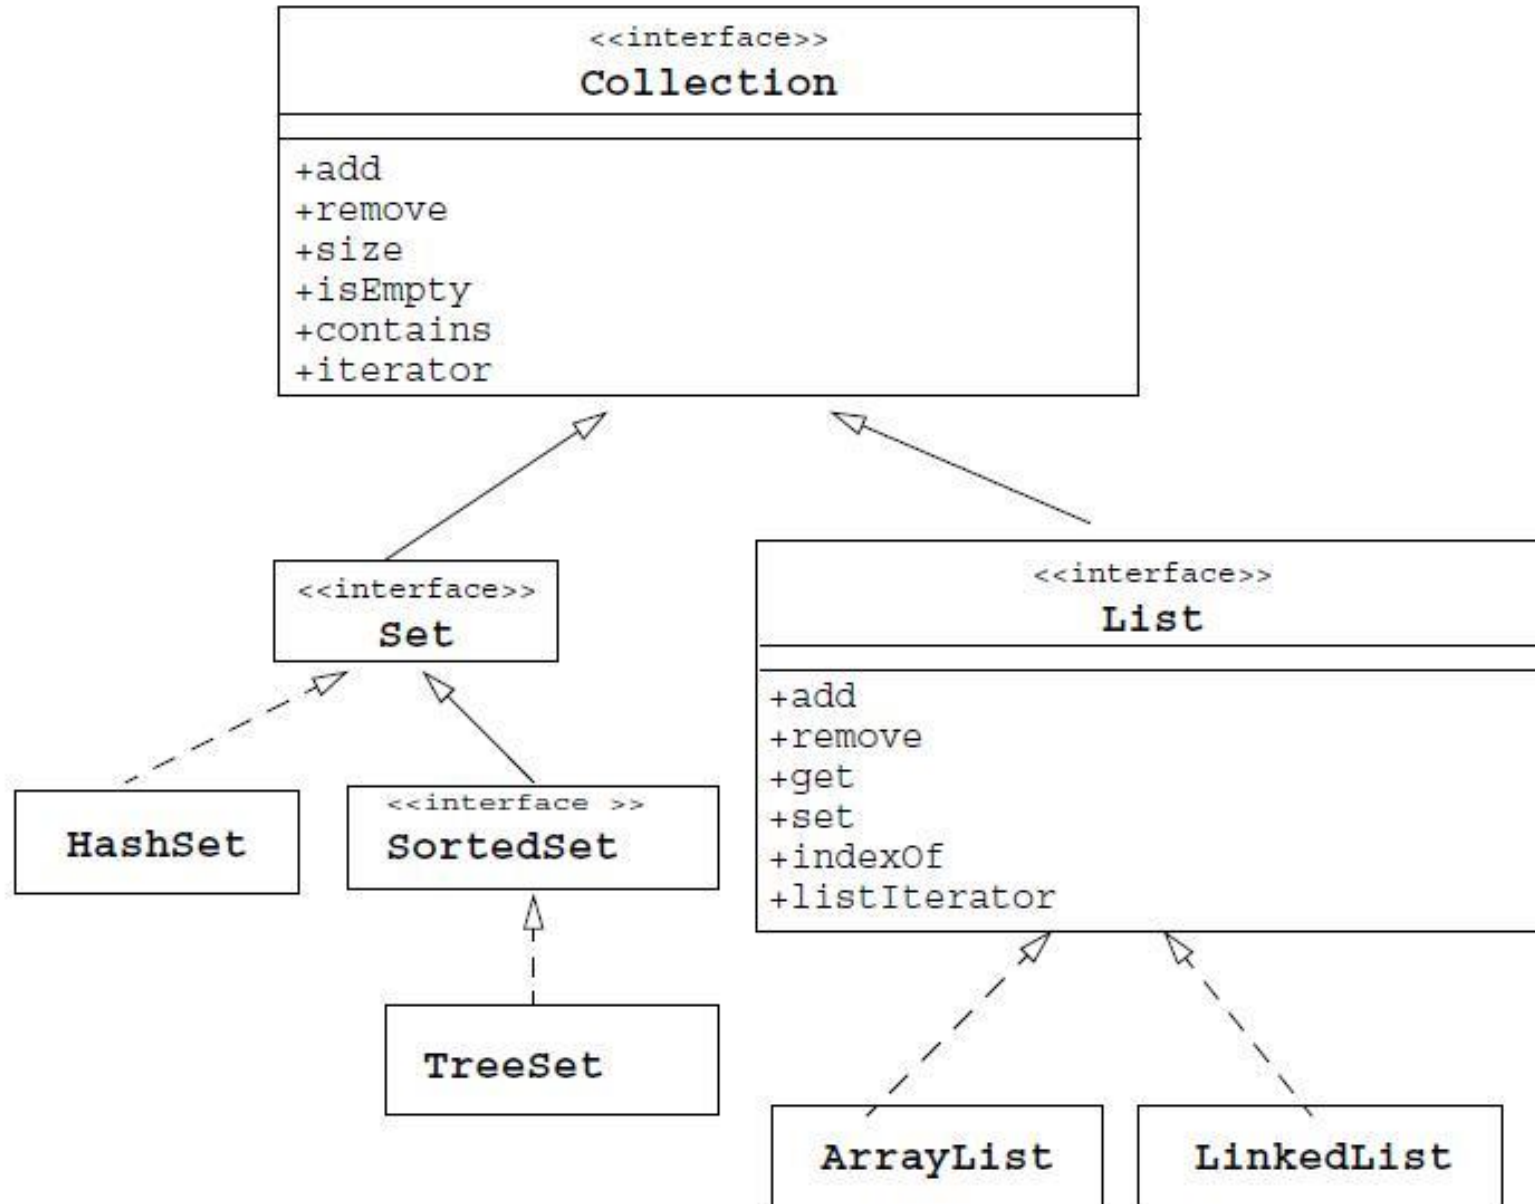 <<interface>>
Collection
+add
+remove
+size
+isEmpty
+contains
+iterator
<<interface>>
Set
<<interface>>
List
+add
+remove
+get
+set
+indexOf
+listIterator
HashSet
<<interface >>
SortedSet
TreeSet
ArrayList
LinkedList